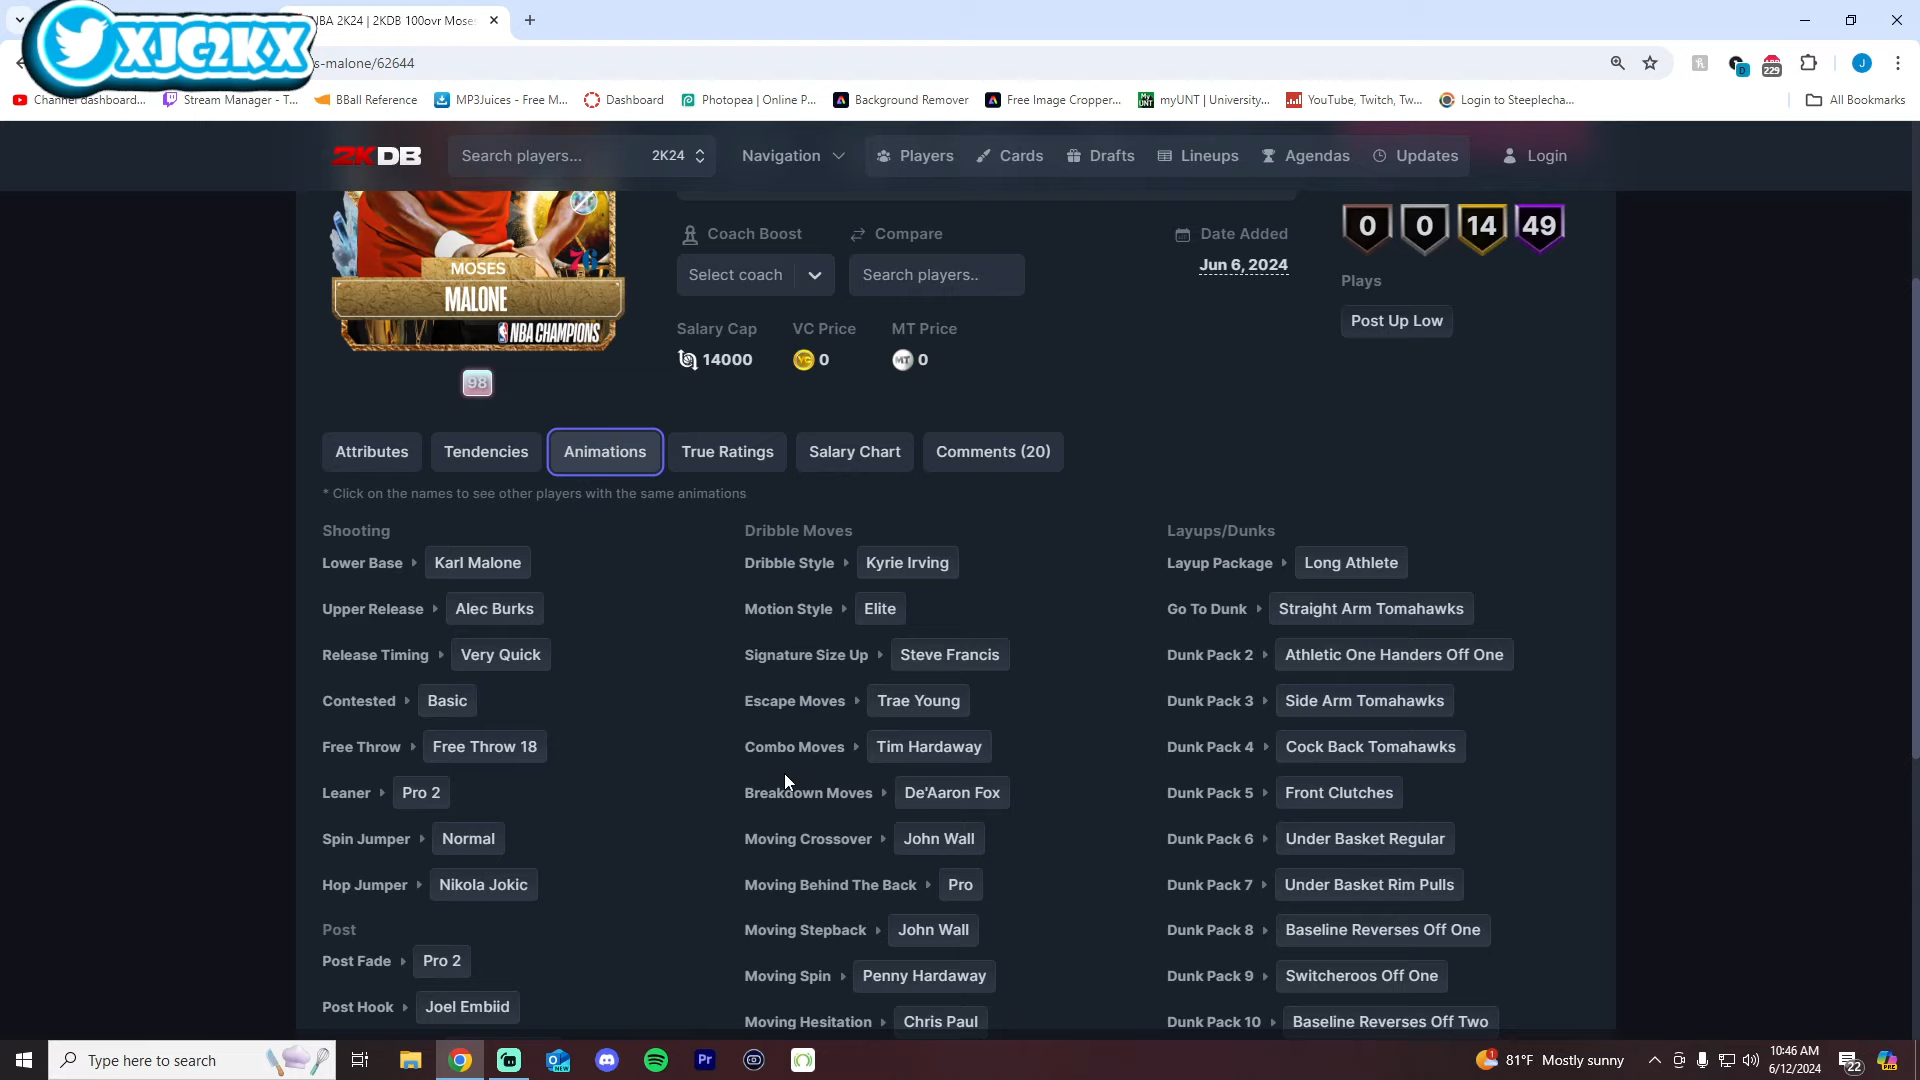 NBA 2K24 | 2KDB 100ovr Mose
XJC2KX
s-malone/62644
D
229
J
Channel dashboard...
Stream Manager - T...
BBall Reference
MP3Juices - Free M...
Dashboard
Photopea | Online P...
Background Remover
Free Image Cropper...
myUNT | University...
YouTube, Twitch, Tw...
Login to Steeplecha...
All Bookmarks
2KDB
Search players...
2K24
Navigation
Players
Cards
Drafts
Lineups
Agendas
Updates
Login
MOSES
MALONE
NBA CHAMPIONS
98
Coach Boost
Compare
Date Added
Select coach
Search players..
Jun 6, 2024
Salary Cap
VC Price
MT Price
14000
VC 0
MT 0
0 0 14 49
Plays
Post Up Low
Attributes
Tendencies
Animations
True Ratings
Salary Chart
Comments (20)
* Click on the names to see other players with the same animations
Shooting
Lower Base Karl Malone
Upper Release Alec Burks
Release Timing Very Quick
Contested Basic
Free Throw Free Throw 18
Leaner Pro 2
Spin Jumper Normal
Hop Jumper Nikola Jokic
Post
Post Fade Pro 2
Post Hook Joel Embiid
Dribble Moves
Dribble Style Kyrie Irving
Motion Style Elite
Signature Size Up Steve Francis
Escape Moves Trae Young
Combo Moves Tim Hardaway
Breakdown Moves De'Aaron Fox
Moving Crossover John Wall
Moving Behind The Back Pro
Moving Stepback John Wall
Moving Spin Penny Hardaway
Moving Hesitation Chris Paul
Layups/Dunks
Layup Package Long Athlete
Go To Dunk Straight Arm Tomahawks
Dunk Pack 2 Athletic One Handers Off One
Dunk Pack 3 Side Arm Tomahawks
Dunk Pack 4 Cock Back Tomahawks
Dunk Pack 5 Front Clutches
Dunk Pack 6 Under Basket Regular
Dunk Pack 7 Under Basket Rim Pulls
Dunk Pack 8 Baseline Reverses Off One
Dunk Pack 9 Switcheroos Off One
Dunk Pack 10 Baseline Reverses Off Two
Type here to search
Pr
81°F Mostly sunny
10:46 AM
6/12/2024
22